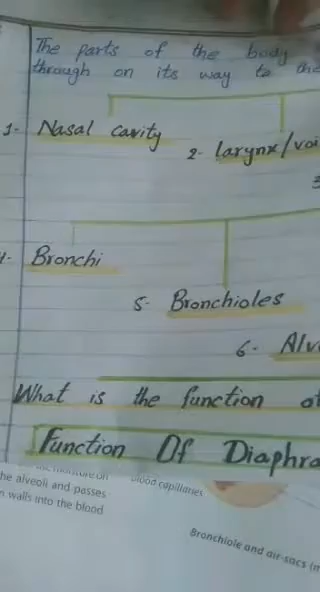 The parts of the body
through on its way to the
1- Nasal cavity
2- larynx/voi
3
4- Bronchi
5- Bronchioles
6- Alv
What is the function of
Function Of Diaphra
he alveoli and passes
n walls into the blood
blood capillaries
Bronchiole and air-sacs (m